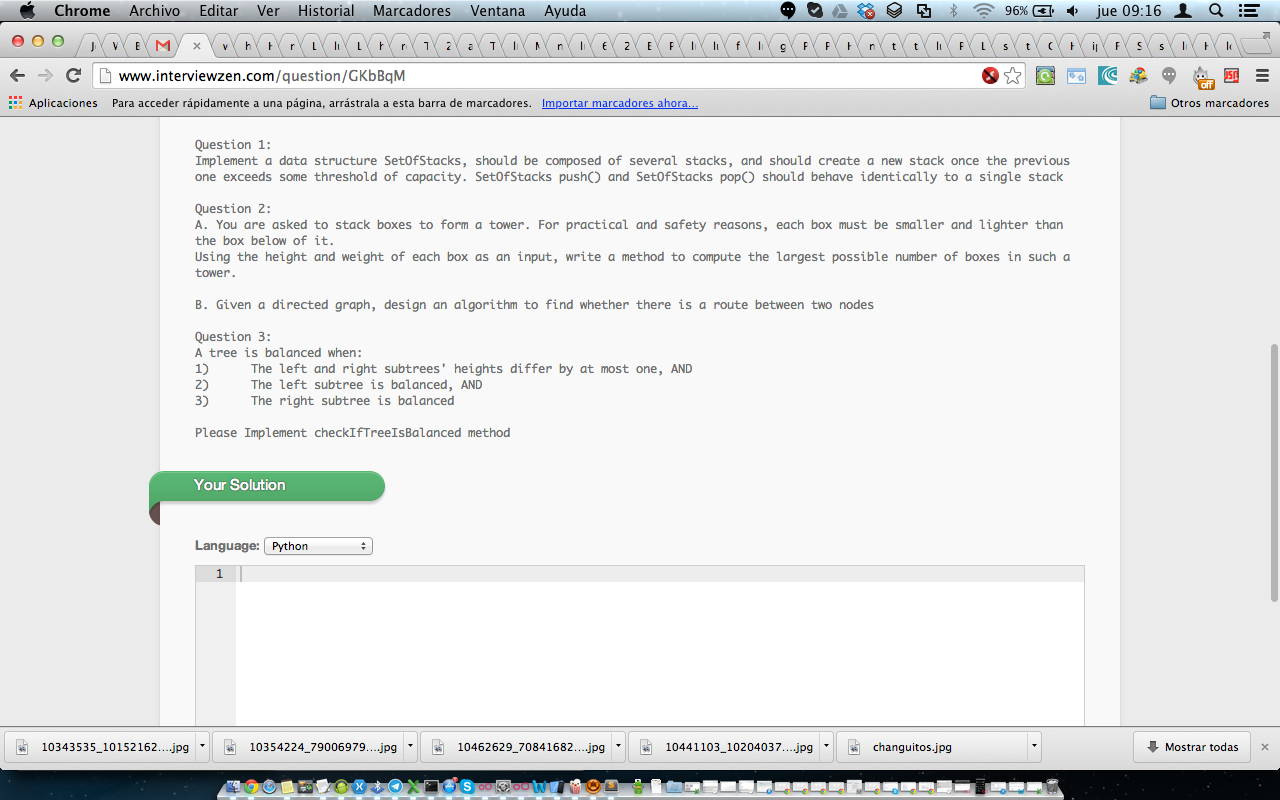 Chrome Archivo Editar Ver Historial Marcadores Ventana Ayuda 96% jue 09:16
www.interviewzen.com/question/GKbBqM
Aplicaciones Para acceder rápidamente a una página, arrástrala a esta barra de marcadores. Importar marcadores ahora... Otros marcadores
off
Question 1:
Implement a data structure SetOfStacks, should be composed of several stacks, and should create a new stack once the previous
one exceeds some threshold of capacity. SetOfStacks push() and SetOfStacks pop() should behave identically to a single stack
Question 2:
A. You are asked to stack boxes to form a tower. For practical and safety reasons, each box must be smaller and lighter than
the box below of it.
Using the height and weight of each box as an input, write a method to compute the largest possible number of boxes in such a
tower.
B. Given a directed graph, design an algorithm to find whether there is a route between two nodes
Question 3:
A tree is balanced when:
1) The left and right subtrees' heights differ by at most one, AND
2) The left subtree is balanced, AND
3) The right subtree is balanced
Please Implement checkIfTreeIsBalanced method
Your Solution
Language: Python
1
10343535_10152162....jpg 10354224_79006979....jpg 10462629_70841682....jpg 10441103_10204037....jpg changuitos.jpg Mostrar todas